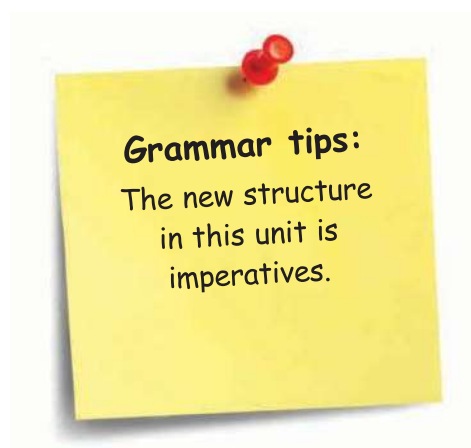 Grammar tips:
The new structure
in this unit is
imperatives.